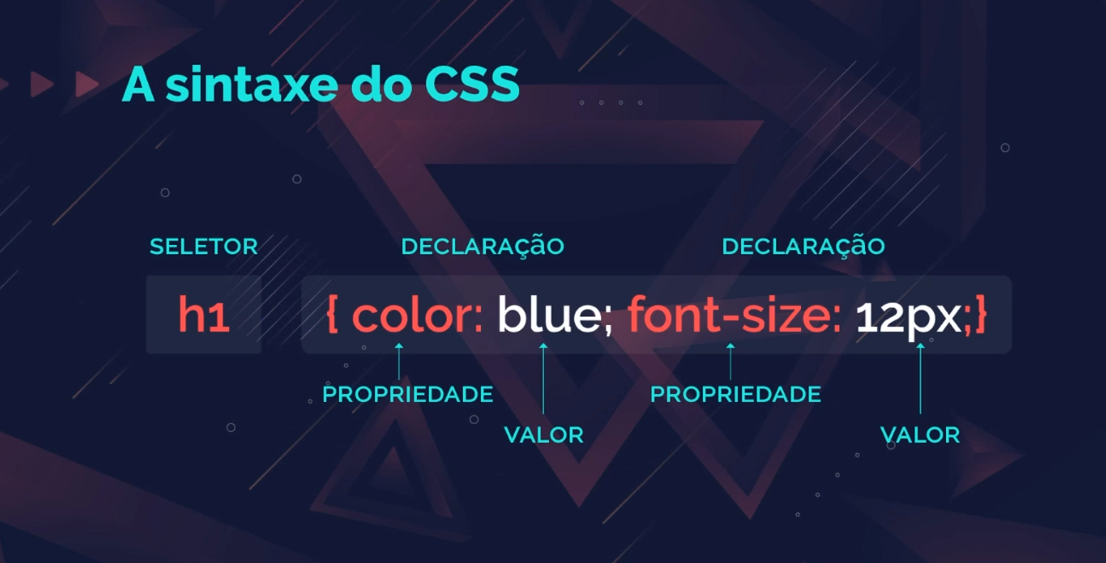 A sintaxe do CSS
SELETOR DECLARAÇãO DECLARAÇãO
h1 { color: blue; font-size: 12px;}
PROPRIEDADE PROPRIEDADE
VALOR VALOR